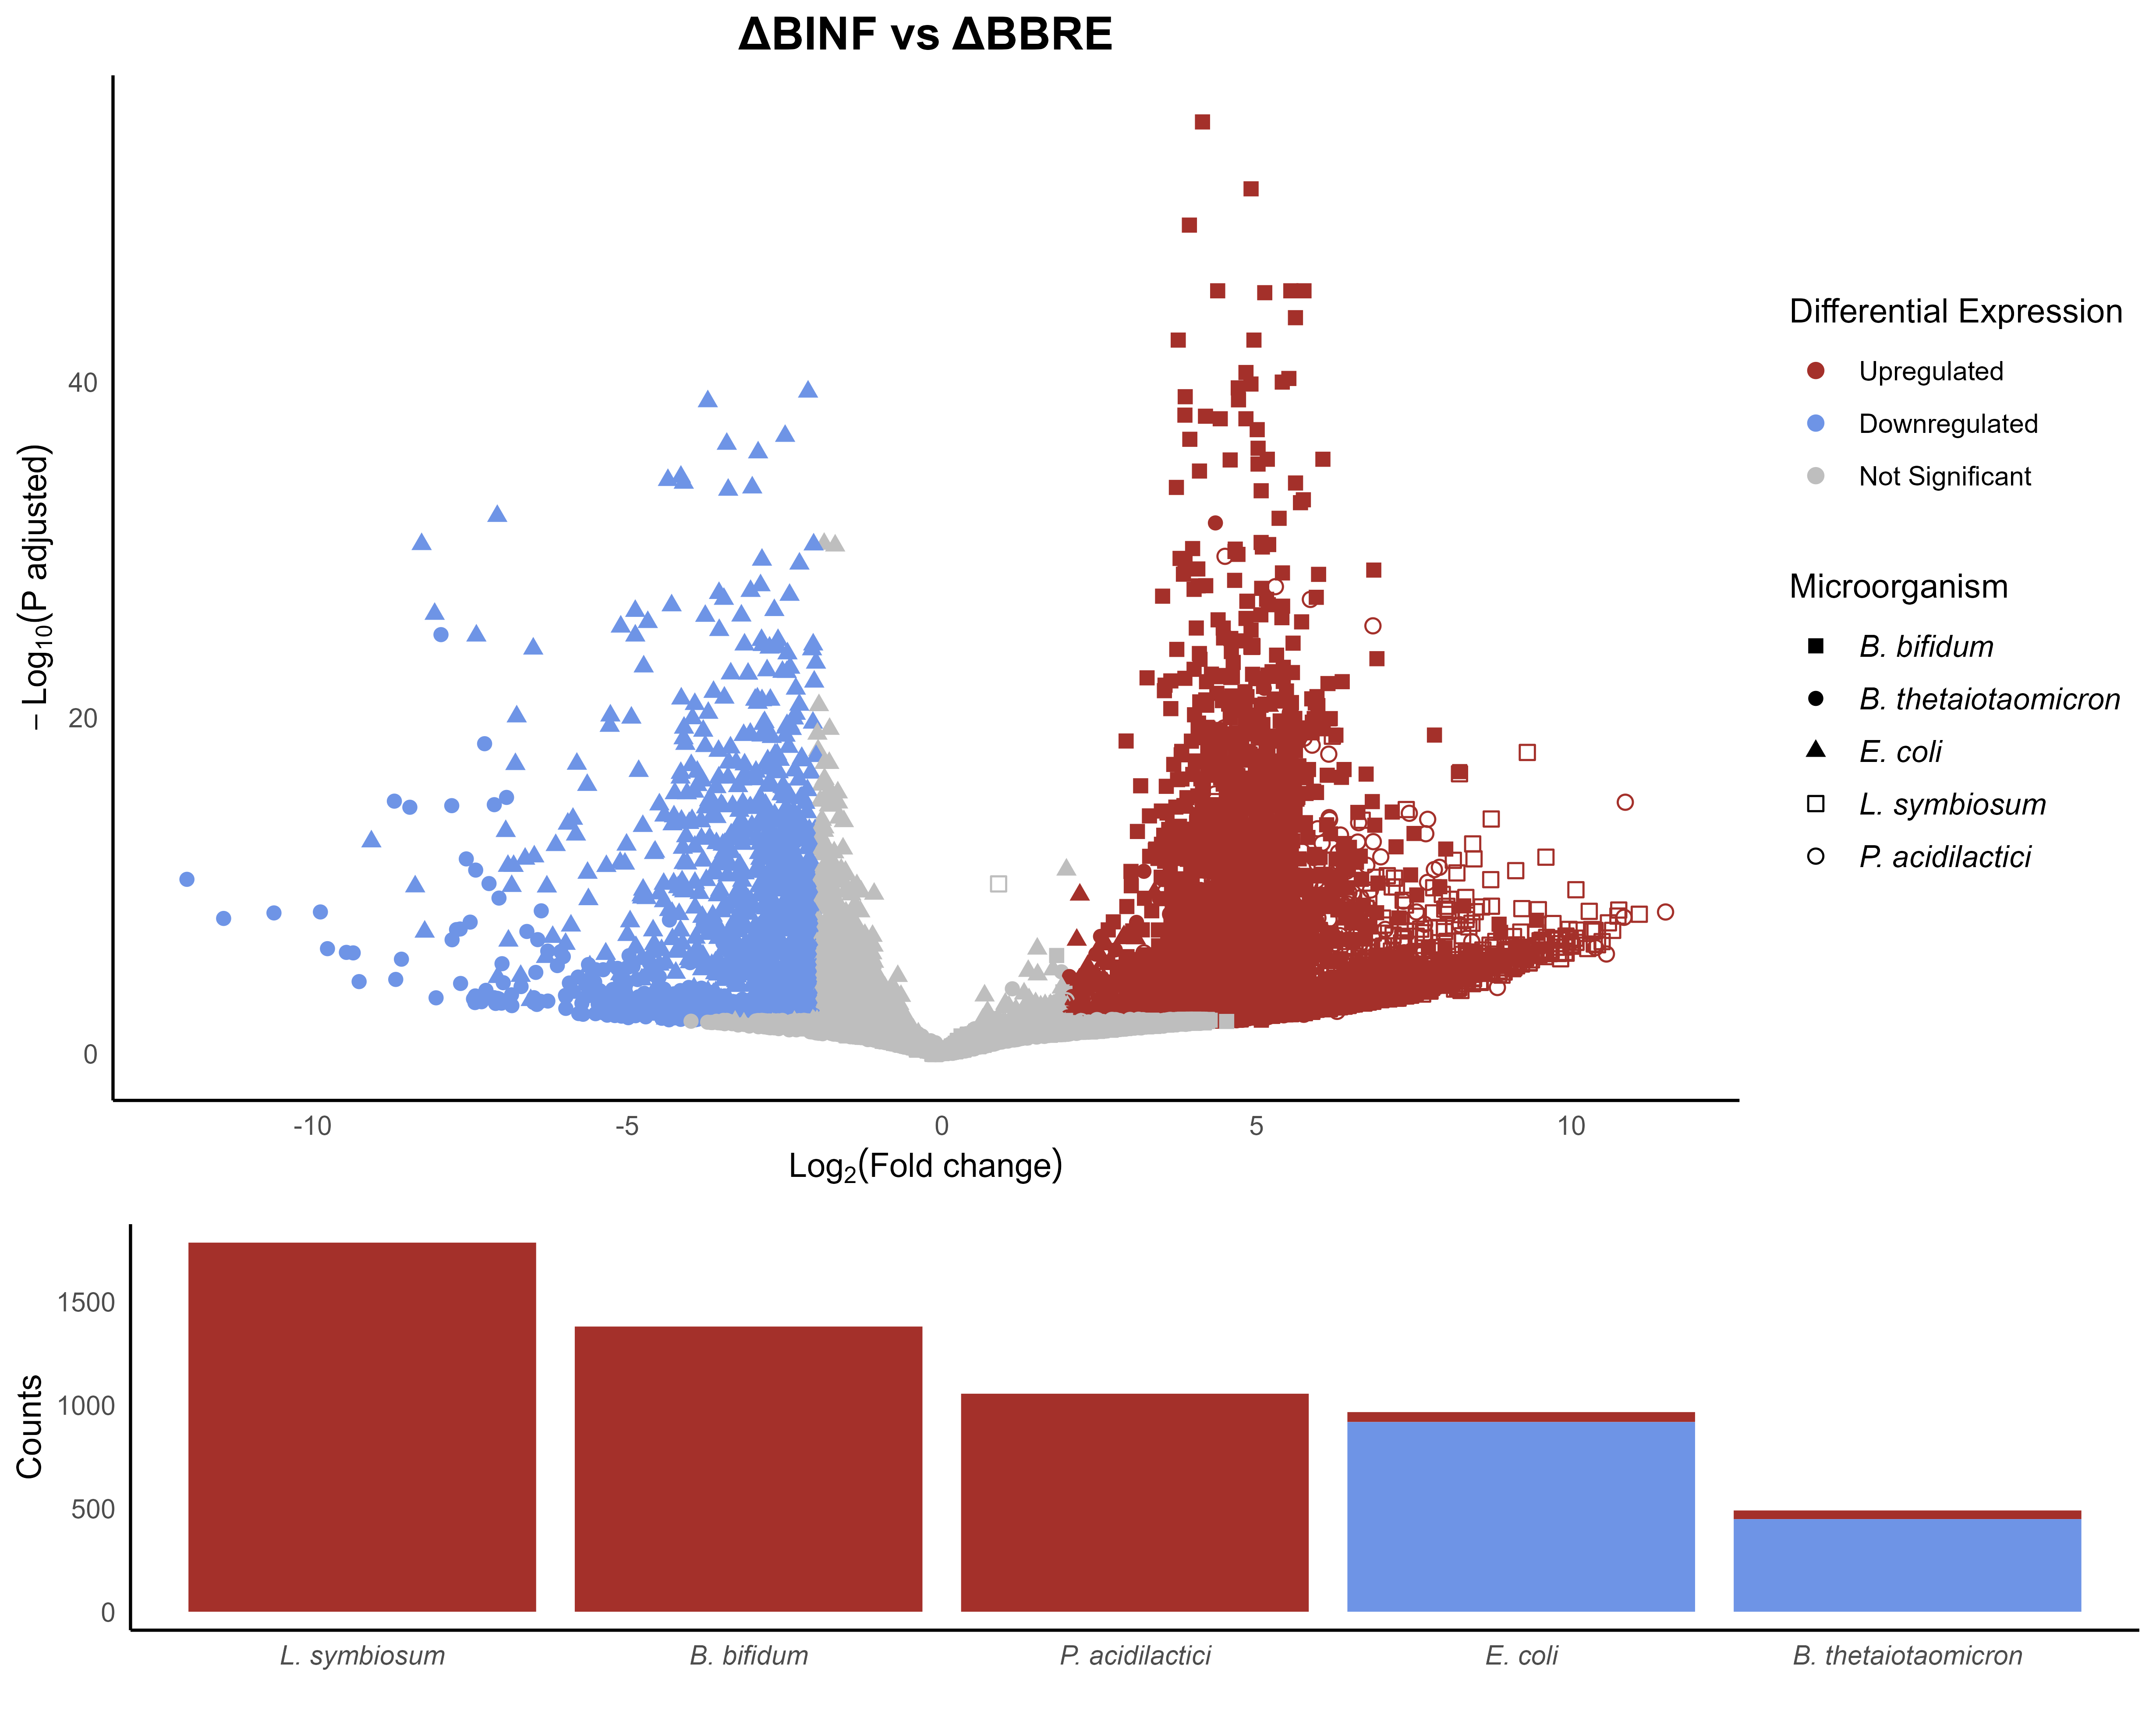 ΔBINF vs ΔBBRE
− Log10(P adjusted)
40
20
0
-10 -5 0 5 10
Log2(Fold change)
Differential Expression
Upregulated
Downregulated
Not Significant
Microorganism
B. bifidum
B. thetaiotaomicron
E. coli
L. symbiosum
P. acidilactici
Counts
1500
1000
500
0
L. symbiosum B. bifidum P. acidilactici E. coli B. thetaiotaomicron